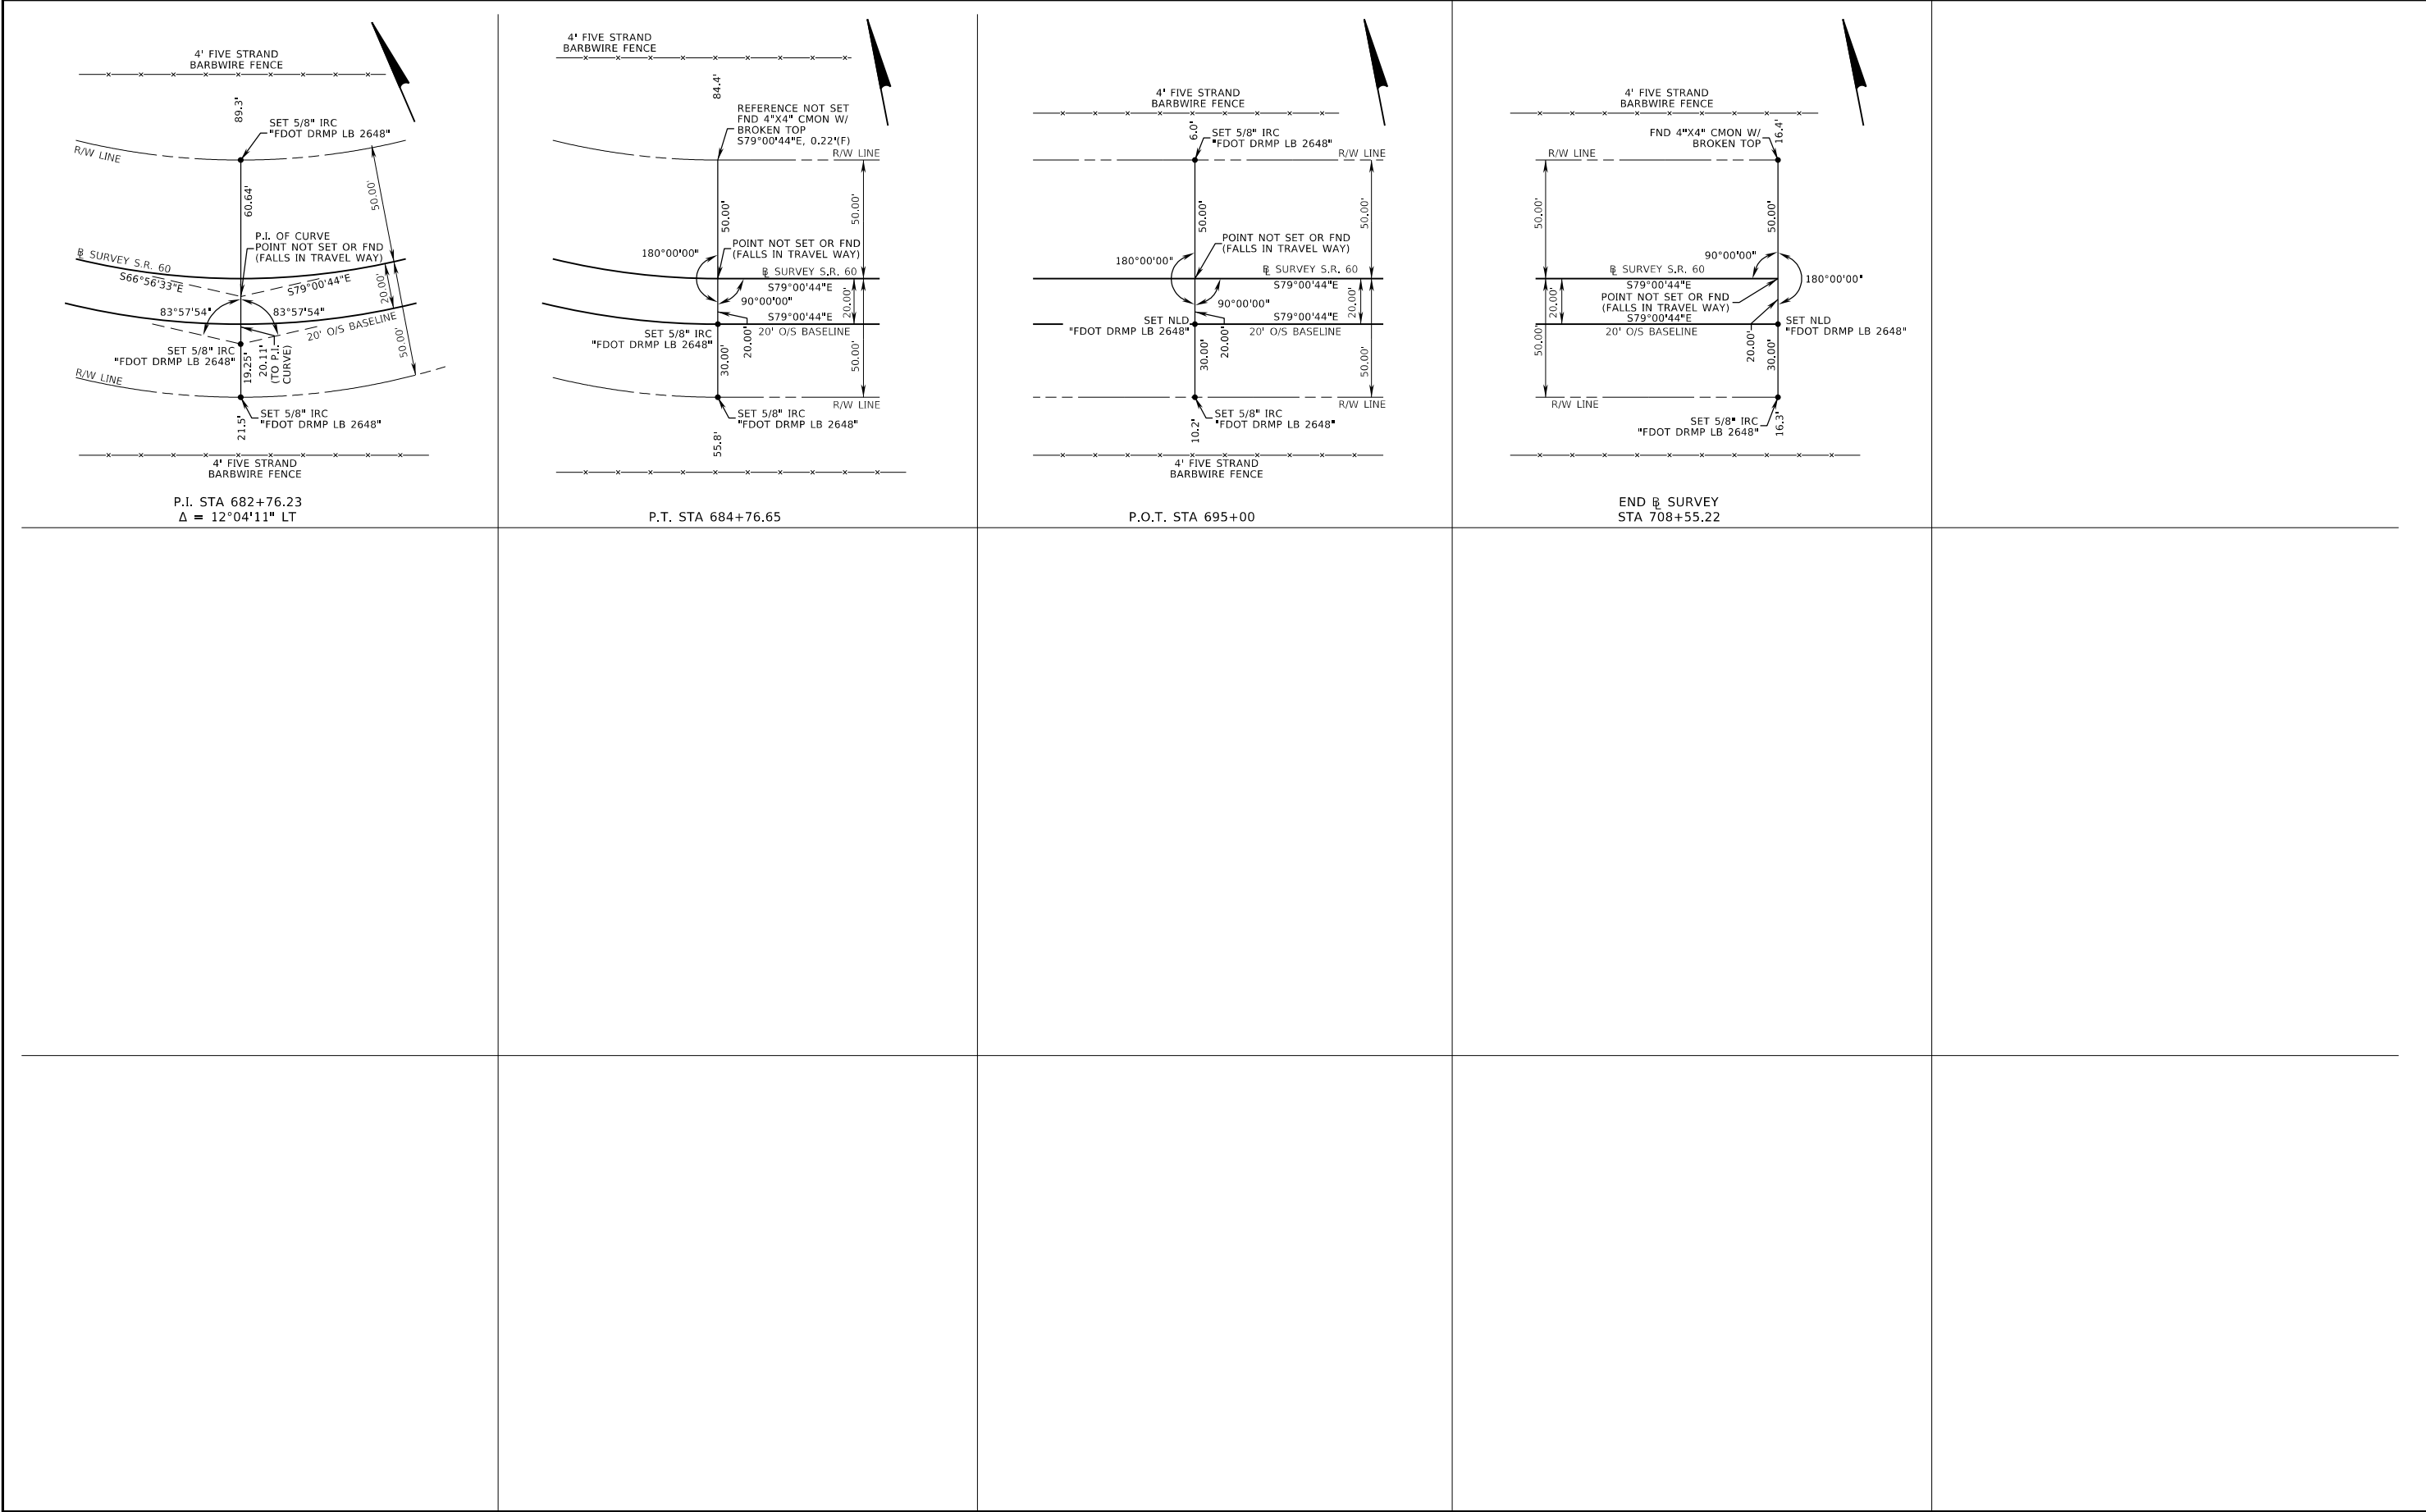 4' FIVE STRAND
BARBWIRE FENCE
89.3'
SET 5/8" IRC
"FDOT DRMP LB 2648"
R/W LINE
60.64'
50.00'
P.I. OF CURVE
POINT NOT SET OR FND
(FALLS IN TRAVEL WAY)
℄ SURVEY S.R. 60
S66°56'33"E
S79°00'44"E
20.00'
83°57'54"
83°57'54"
20' O/S BASELINE
SET 5/8" IRC
"FDOT DRMP LB 2648"
19.25'
20.11'
(TO P.I.
CURVE)
50.00'
R/W LINE
SET 5/8" IRC
"FDOT DRMP LB 2648"
21.5'
4' FIVE STRAND
BARBWIRE FENCE
P.I. STA 682+76.23
Δ = 12°04'11" LT
4' FIVE STRAND
BARBWIRE FENCE
84.4'
REFERENCE NOT SET
FND 4"X4" CMON W/
BROKEN TOP
S79°00'44"E, 0.22'(F)
R/W LINE
50.00'
50.00'
180°00'00"
POINT NOT SET OR FND
(FALLS IN TRAVEL WAY)
℄ SURVEY S.R. 60
S79°00'44"E
90°00'00"
20.00'
S79°00'44"E
20' O/S BASELINE
SET 5/8" IRC
"FDOT DRMP LB 2648"
30.00'
20.00'
50.00'
R/W LINE
SET 5/8" IRC
"FDOT DRMP LB 2648"
55.8'
P.T. STA 684+76.65
4' FIVE STRAND
BARBWIRE FENCE
6.0'
SET 5/8" IRC
"FDOT DRMP LB 2648"
R/W LINE
50.00'
50.00'
POINT NOT SET OR FND
(FALLS IN TRAVEL WAY)
180°00'00"
℄ SURVEY S.R. 60
S79°00'44"E
90°00'00"
20.00'
S79°00'44"E
SET NLD
"FDOT DRMP LB 2648"
20' O/S BASELINE
30.00'
20.00'
50.00'
R/W LINE
SET 5/8" IRC
"FDOT DRMP LB 2648"
10.2'
4' FIVE STRAND
BARBWIRE FENCE
P.O.T. STA 695+00
4' FIVE STRAND
BARBWIRE FENCE
16.4'
FND 4"X4" CMON W/
BROKEN TOP
R/W LINE
50.00'
50.00'
90°00'00"
℄ SURVEY S.R. 60
180°00'00"
S79°00'44"E
POINT NOT SET OR FND
(FALLS IN TRAVEL WAY)
20.00'
S79°00'44"E
SET NLD
"FDOT DRMP LB 2648"
20' O/S BASELINE
50.00'
20.00'
30.00'
R/W LINE
SET 5/8" IRC
"FDOT DRMP LB 2648"
16.3'
END ℄ SURVEY
STA 708+55.22